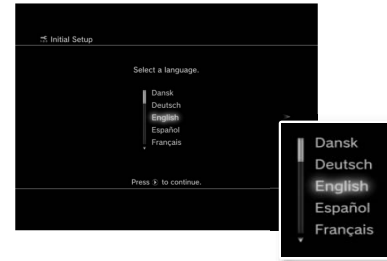 Initial Setup
Select a language.
Dansk
Deutsch
English
Español
Français
Press to continue.
Dansk
Deutsch
English
Español
Français